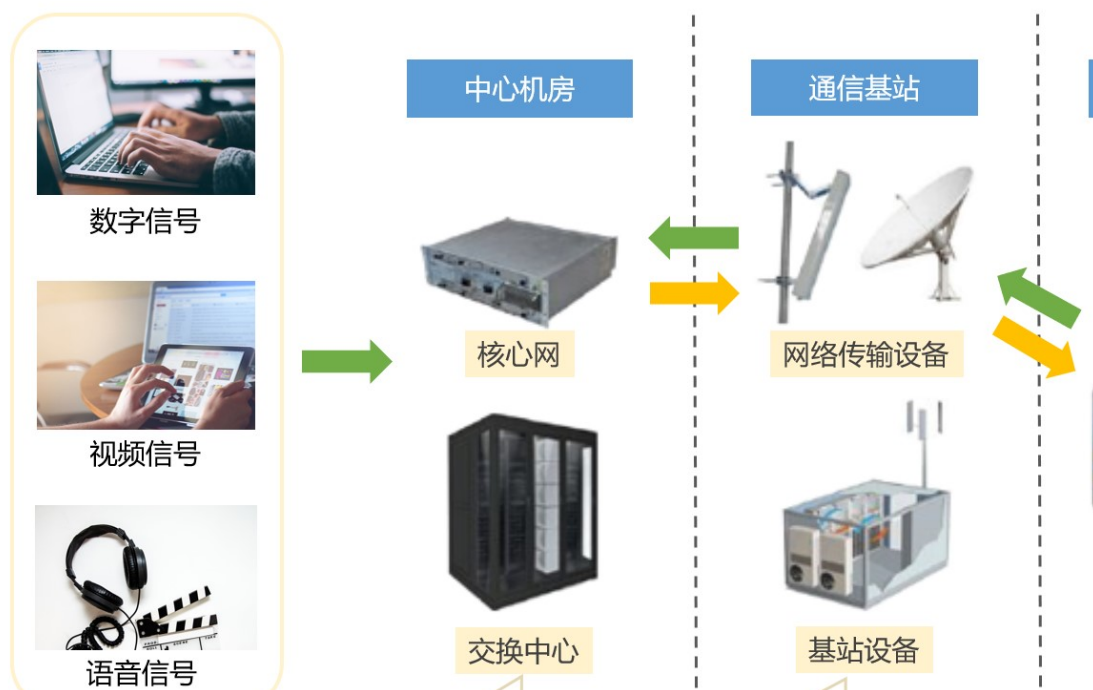 中心机房
通信基站
数字信号
核心网
网络传输设备
视频信号
交换中心
基站设备
语音信号